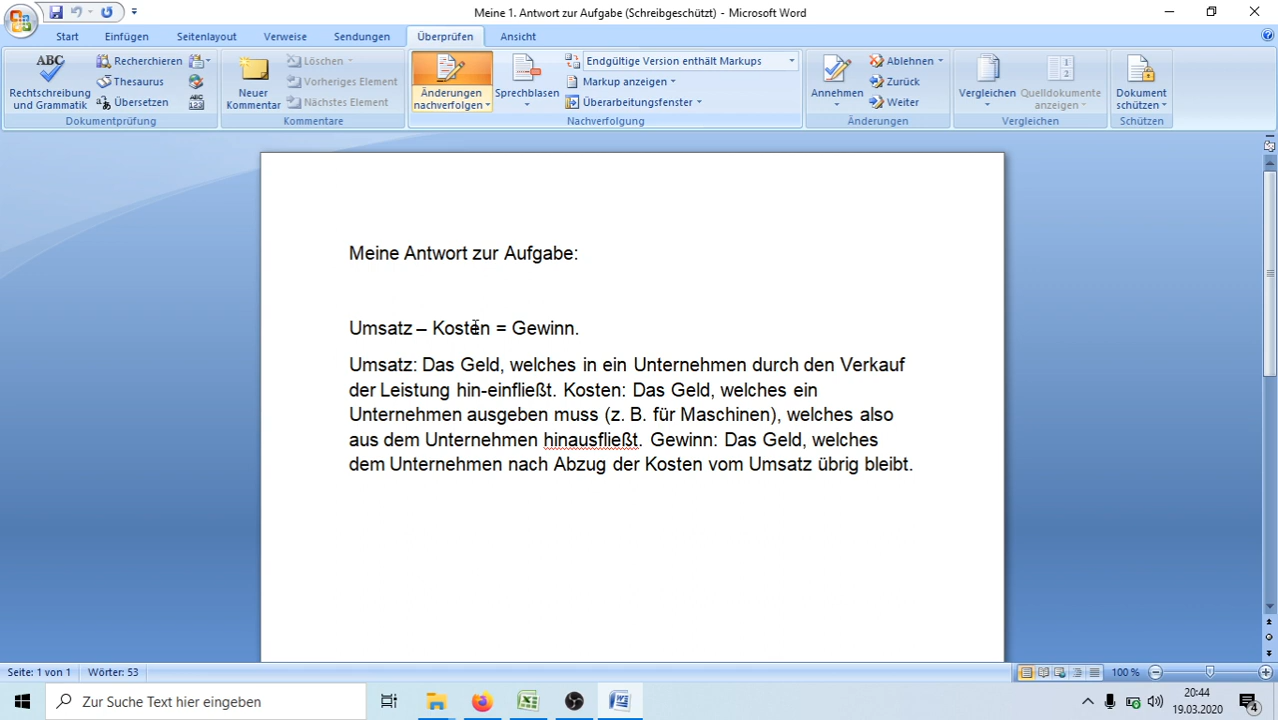 Meine 1. Antwort zur Aufgabe (Schreibgeschützt) - Microsoft Word
Start Einfügen Seitenlayout Verweise Sendungen Überprüfen Ansicht
ABC Rechtschreibung und Grammatik
Recherchieren
Thesaurus
Übersetzen
Dokumentprüfung
Neuer Kommentar
Löschen
Vorheriges Element
Nächstes Element
Kommentare
Änderungen nachverfolgen
Sprechblasen
Endgültige Version enthält Markups
Markup anzeigen
Überarbeitungsfenster
Nachverfolgung
Annehmen
Ablehnen
Zurück
Weiter
Änderungen
Vergleichen
Quelldokumente anzeigen
Vergleichen
Dokument schützen
Schützen
Meine Antwort zur Aufgabe:
Umsatz – Kosten = Gewinn.
Umsatz: Das Geld, welches in ein Unternehmen durch den Verkauf
der Leistung hin-einfließt. Kosten: Das Geld, welches ein
Unternehmen ausgeben muss (z. B. für Maschinen), welches also
aus dem Unternehmen hinausfließt. Gewinn: Das Geld, welches
dem Unternehmen nach Abzug der Kosten vom Umsatz übrig bleibt.
Seite: 1 von 1 Wörter: 53 100 %
Zur Suche Text hier eingeben
20:44
19.03.2020
4